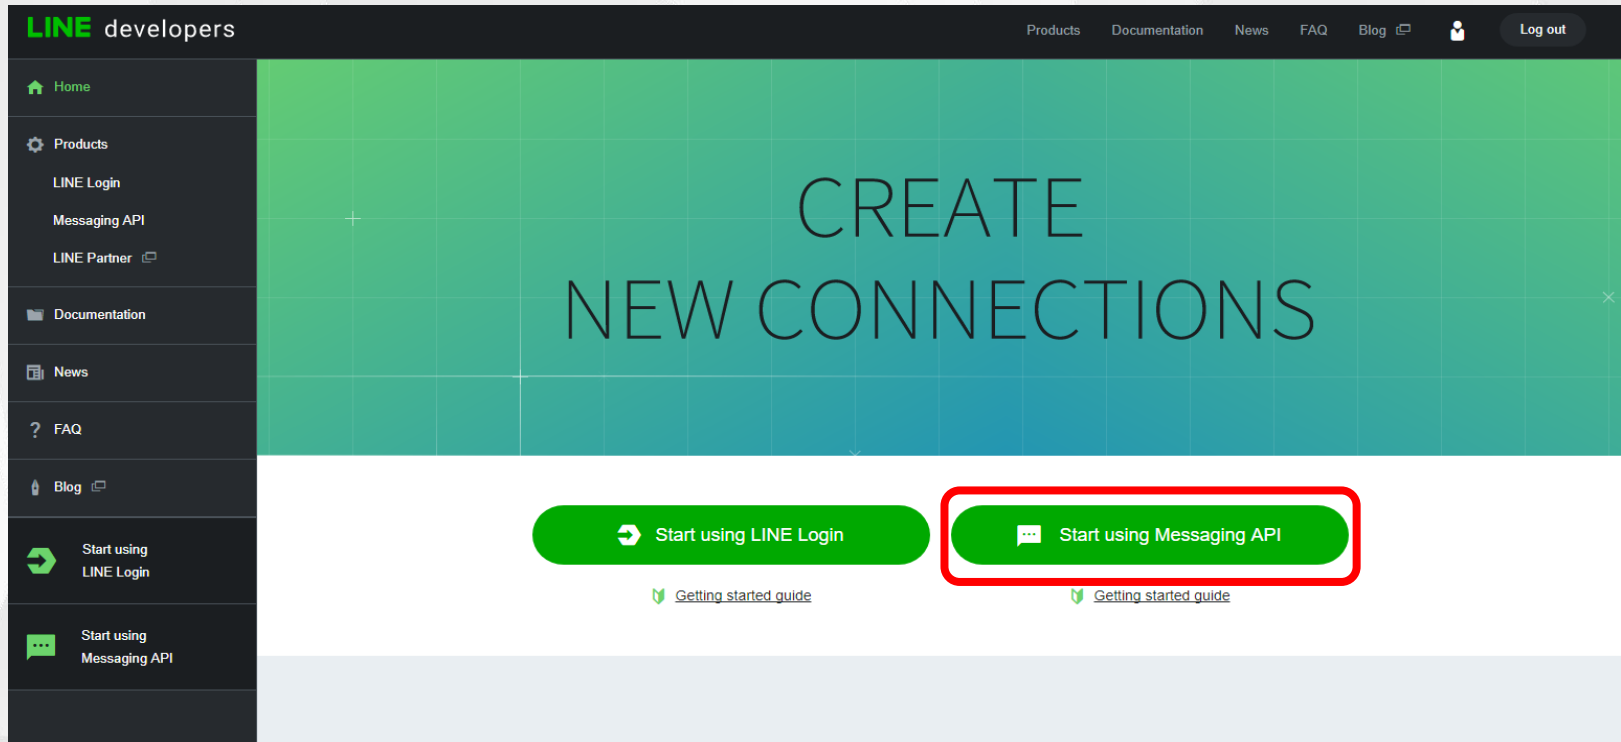 LINE developers
Products
Documentation
News
FAQ
Blog
Log out
Home
Products
LINE Login
Messaging API
LINE Partner
Documentation
News
? FAQ
Blog
Start using
LINE Login
Start using
Messaging API
CREATE
NEW CONNECTIONS
Start using LINE Login
Start using Messaging API
Getting started guide
Getting started guide